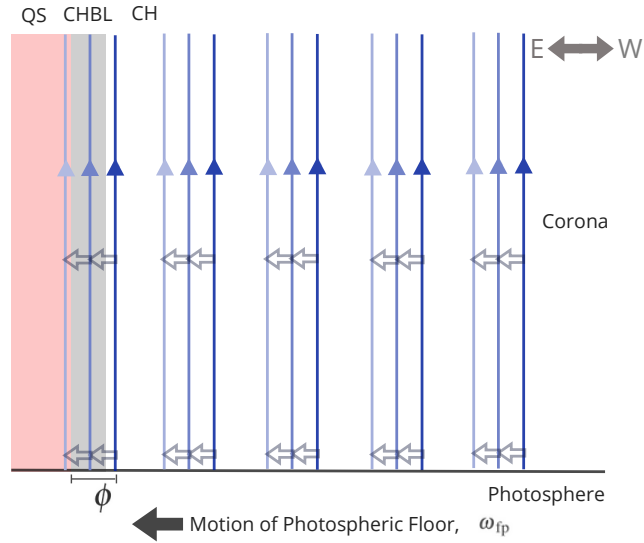 QS CHBL CH
E W
Corona
ϕ
Photosphere
Motion of Photospheric Floor, ω_fp